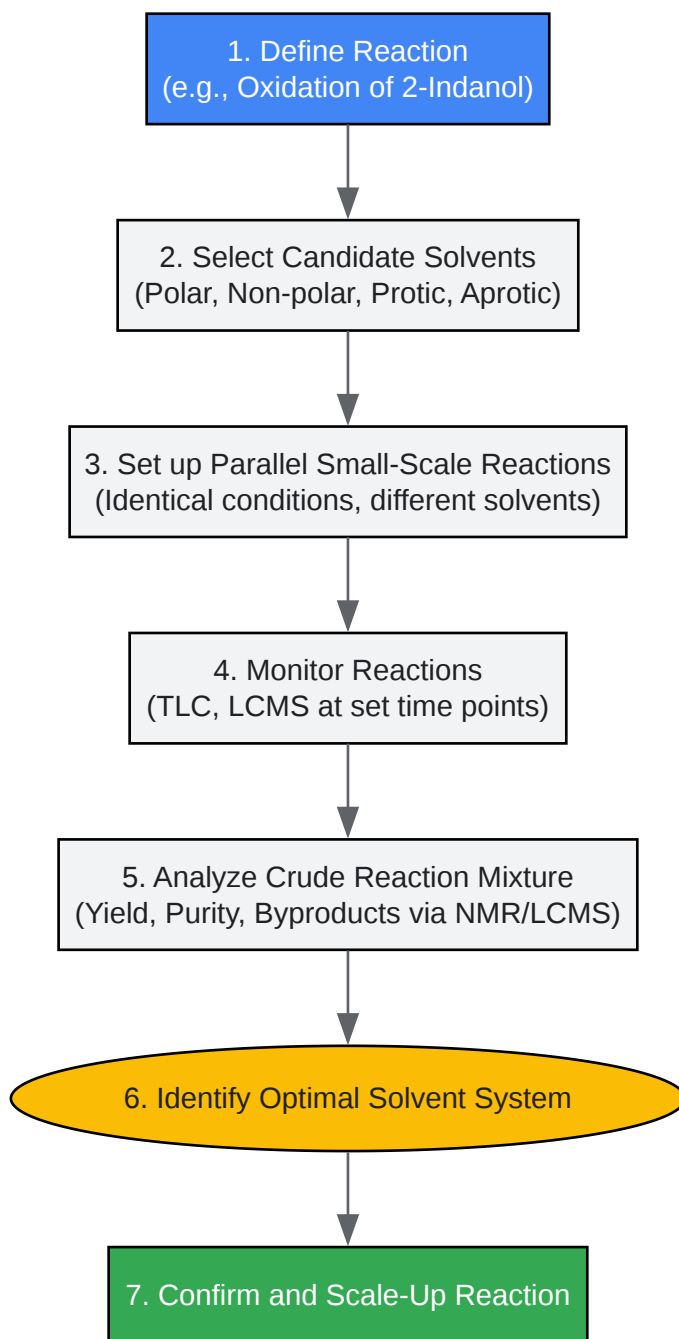 1. Define Reaction
(e.g., Oxidation of 2-Indanol)
2. Select Candidate Solvents
(Polar, Non-polar, Protic, Aprotic)
3. Set up Parallel Small-Scale Reactions
(Identical conditions, different solvents)
4. Monitor Reactions
(TLC, LCMS at set time points)
5. Analyze Crude Reaction Mixture
(Yield, Purity, Byproducts via NMR/LCMS)
6. Identify Optimal Solvent System
7. Confirm and Scale-Up Reaction